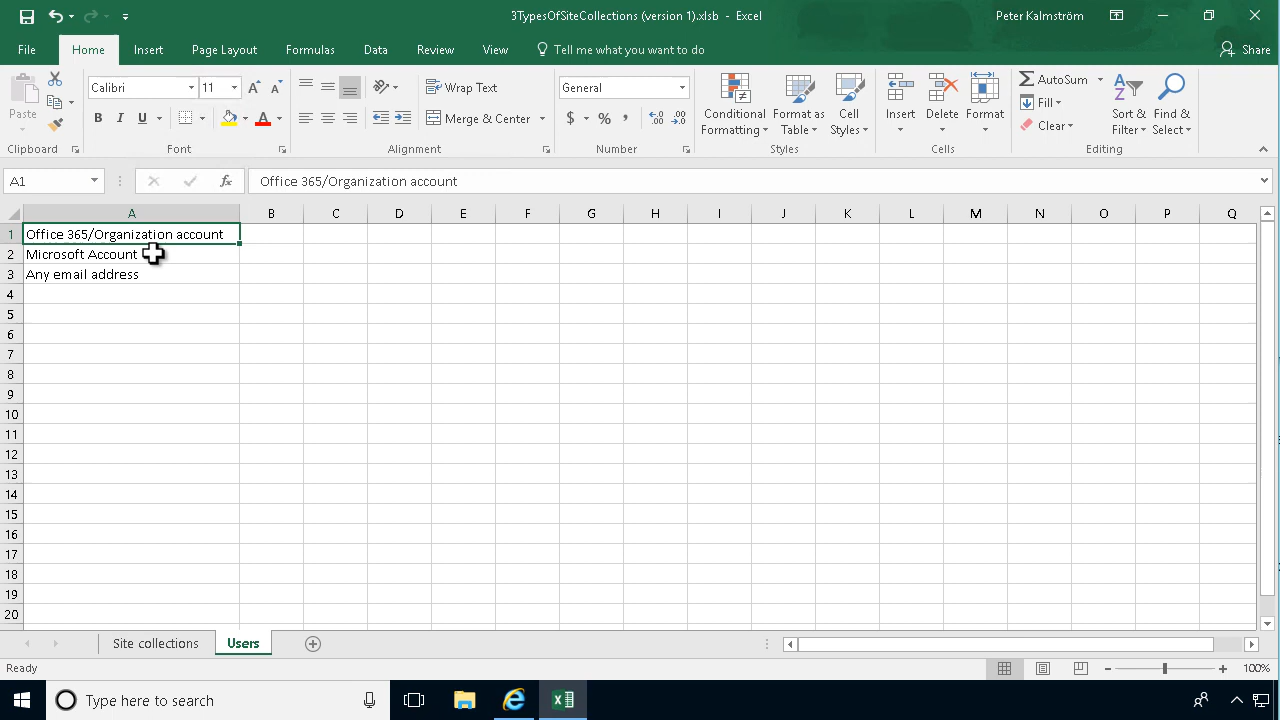 3TypesOfSiteCollections (version 1).xlsb - Excel
Peter Kalmström
File Home Insert Page Layout Formulas Data Review View Tell me what you want to do Share
Paste
Clipboard
Calibri 11
B I U A
Font
Wrap Text
Merge & Center
Alignment
General
$ % ,
Number
Conditional Formatting
Format as Table
Cell Styles
Styles
Insert Delete Format
Cells
AutoSum
Fill
Clear
Sort & Filter
Find & Select
Editing
A1 fx Office 365/Organization account
A B C D E F G H I J K L M N O P Q
1 Office 365/Organization account
2 Microsoft Account
3 Any email address
4
5
6
7
8
9
10
11
12
13
14
15
16
17
18
19
20
Site collections Users
Ready 100%
Type here to search